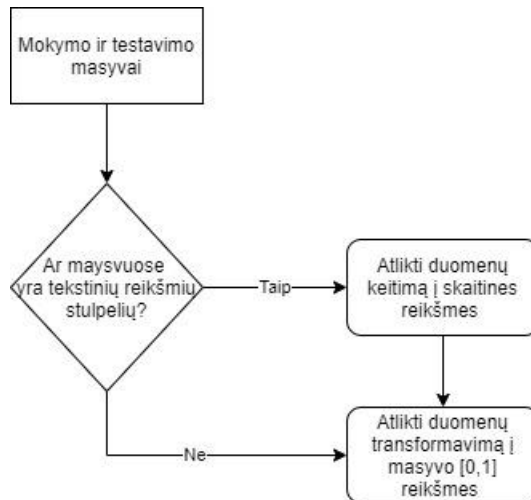 Mokymo ir testavimo
masyvai
Ar maysvuose
yra tekstinių reikšmių
stulpelių?
Taip
Atlikti duomenų
keitimą į skaitines
reikšmes
Ne
Atlikti duomenų
transformavimą į
masyvo [0,1]
reikšmes